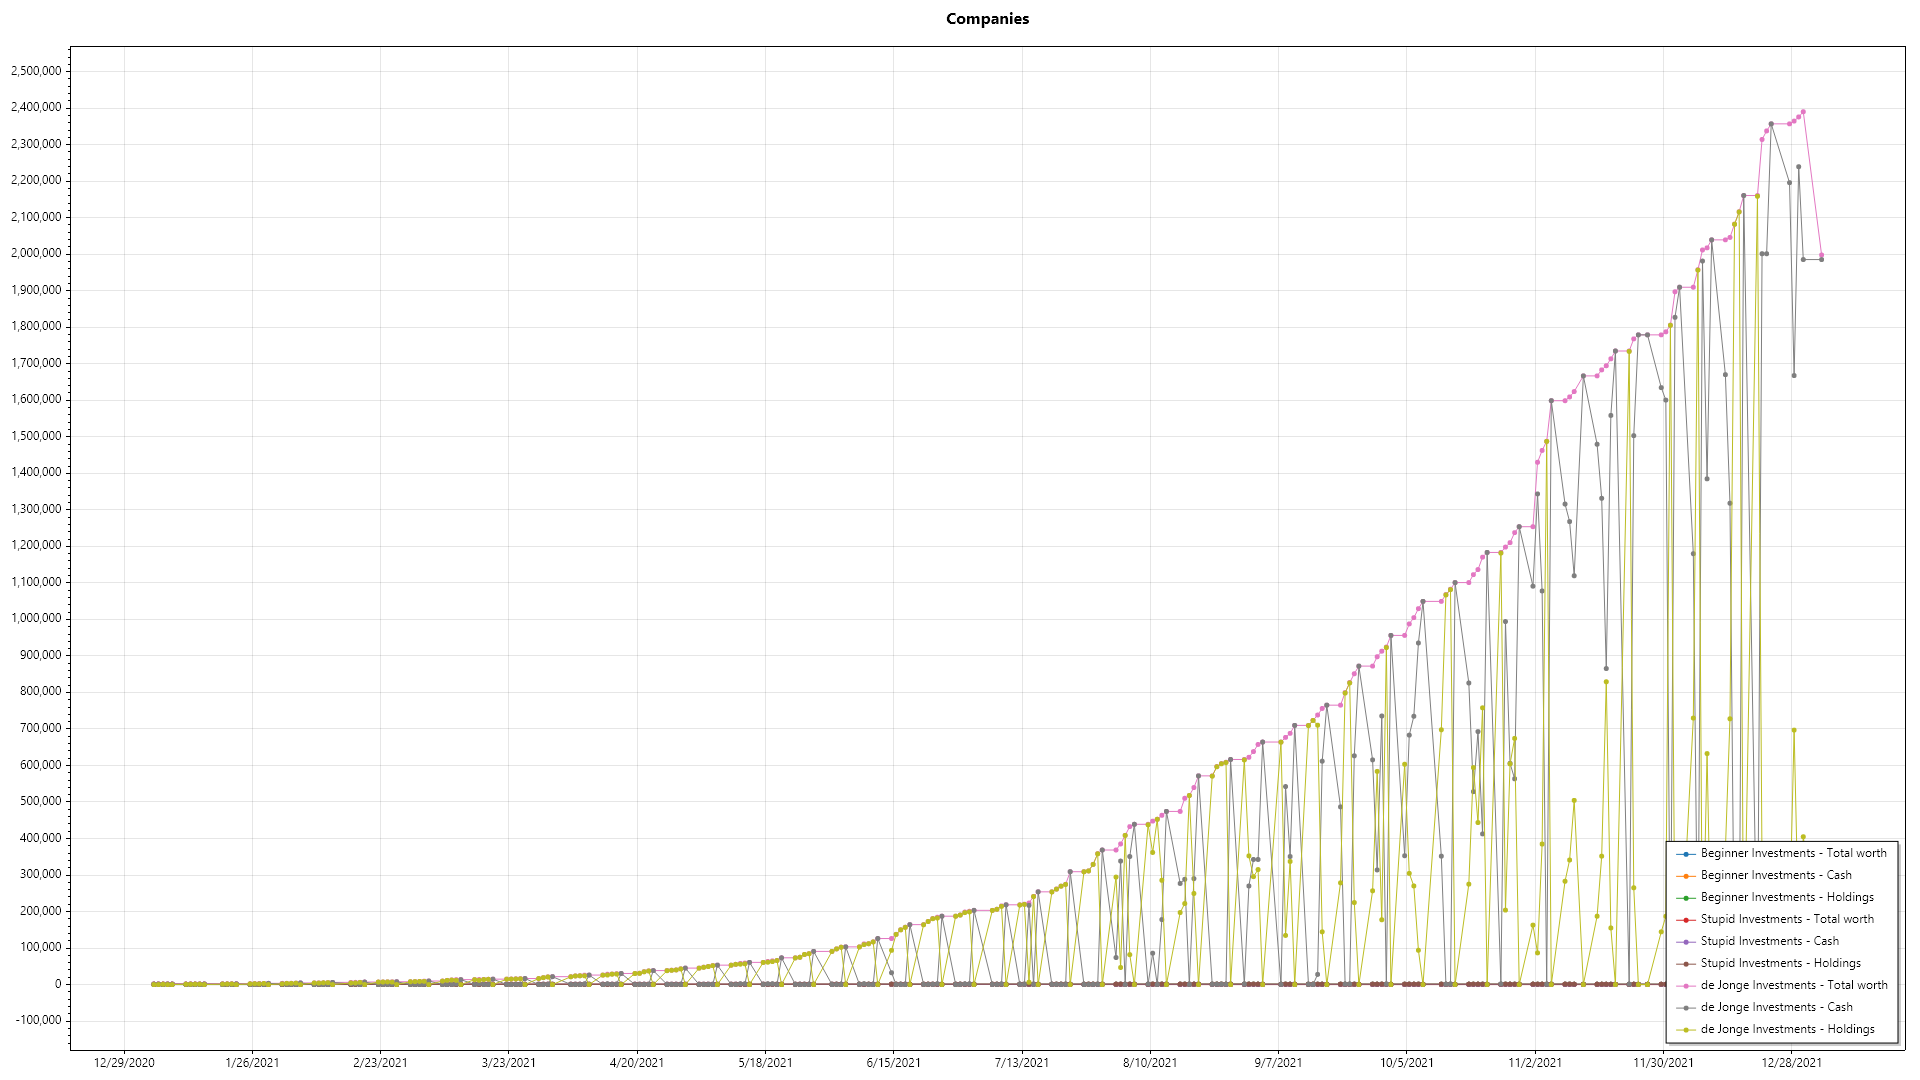 Companies
2,500,000
2,400,000
2,300,000
2,200,000
2,100,000
2,000,000
1,900,000
1,800,000
1,700,000
1,600,000
1,500,000
1,400,000
1,300,000
1,200,000
1,100,000
1,000,000
900,000
800,000
700,000
600,000
500,000
400,000
300,000
200,000
100,000
0
-100,000
12/29/2020 1/26/2021 2/23/2021 3/23/2021 4/20/2021 5/18/2021 6/15/2021 7/13/2021 8/10/2021 9/7/2021 10/5/2021 11/2/2021 11/30/2021 12/28/2021
Beginner Investments - Total worth
Beginner Investments - Cash
Beginner Investments - Holdings
Stupid Investments - Total worth
Stupid Investments - Cash
Stupid Investments - Holdings
de Jonge Investments - Total worth
de Jonge Investments - Cash
de Jonge Investments - Holdings